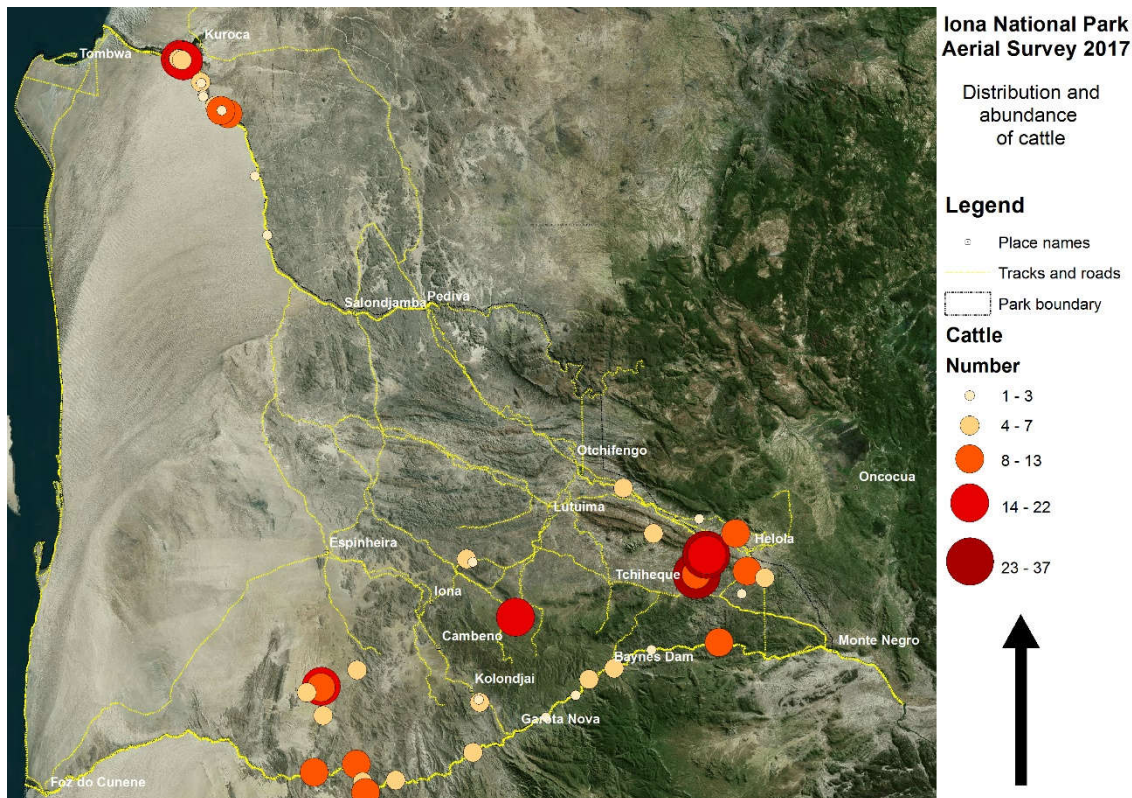 Iona National Park
Aerial Survey 2017
Distribution and
abundance
of cattle
Legend
Place names
Tracks and roads
Park boundary
Cattle
Number
1 - 3
4 - 7
8 - 13
14 - 22
23 - 37
Kuroca
Tombwa
Salondjamba
Pediva
Otchifengo
Oncocua
Lutuima
Espinheira
Helola
Tchiheque
Iona
Cambeno
Monte Negro
Baynes Dam
Kolondjai
Garota Nova
Foz do Cunene